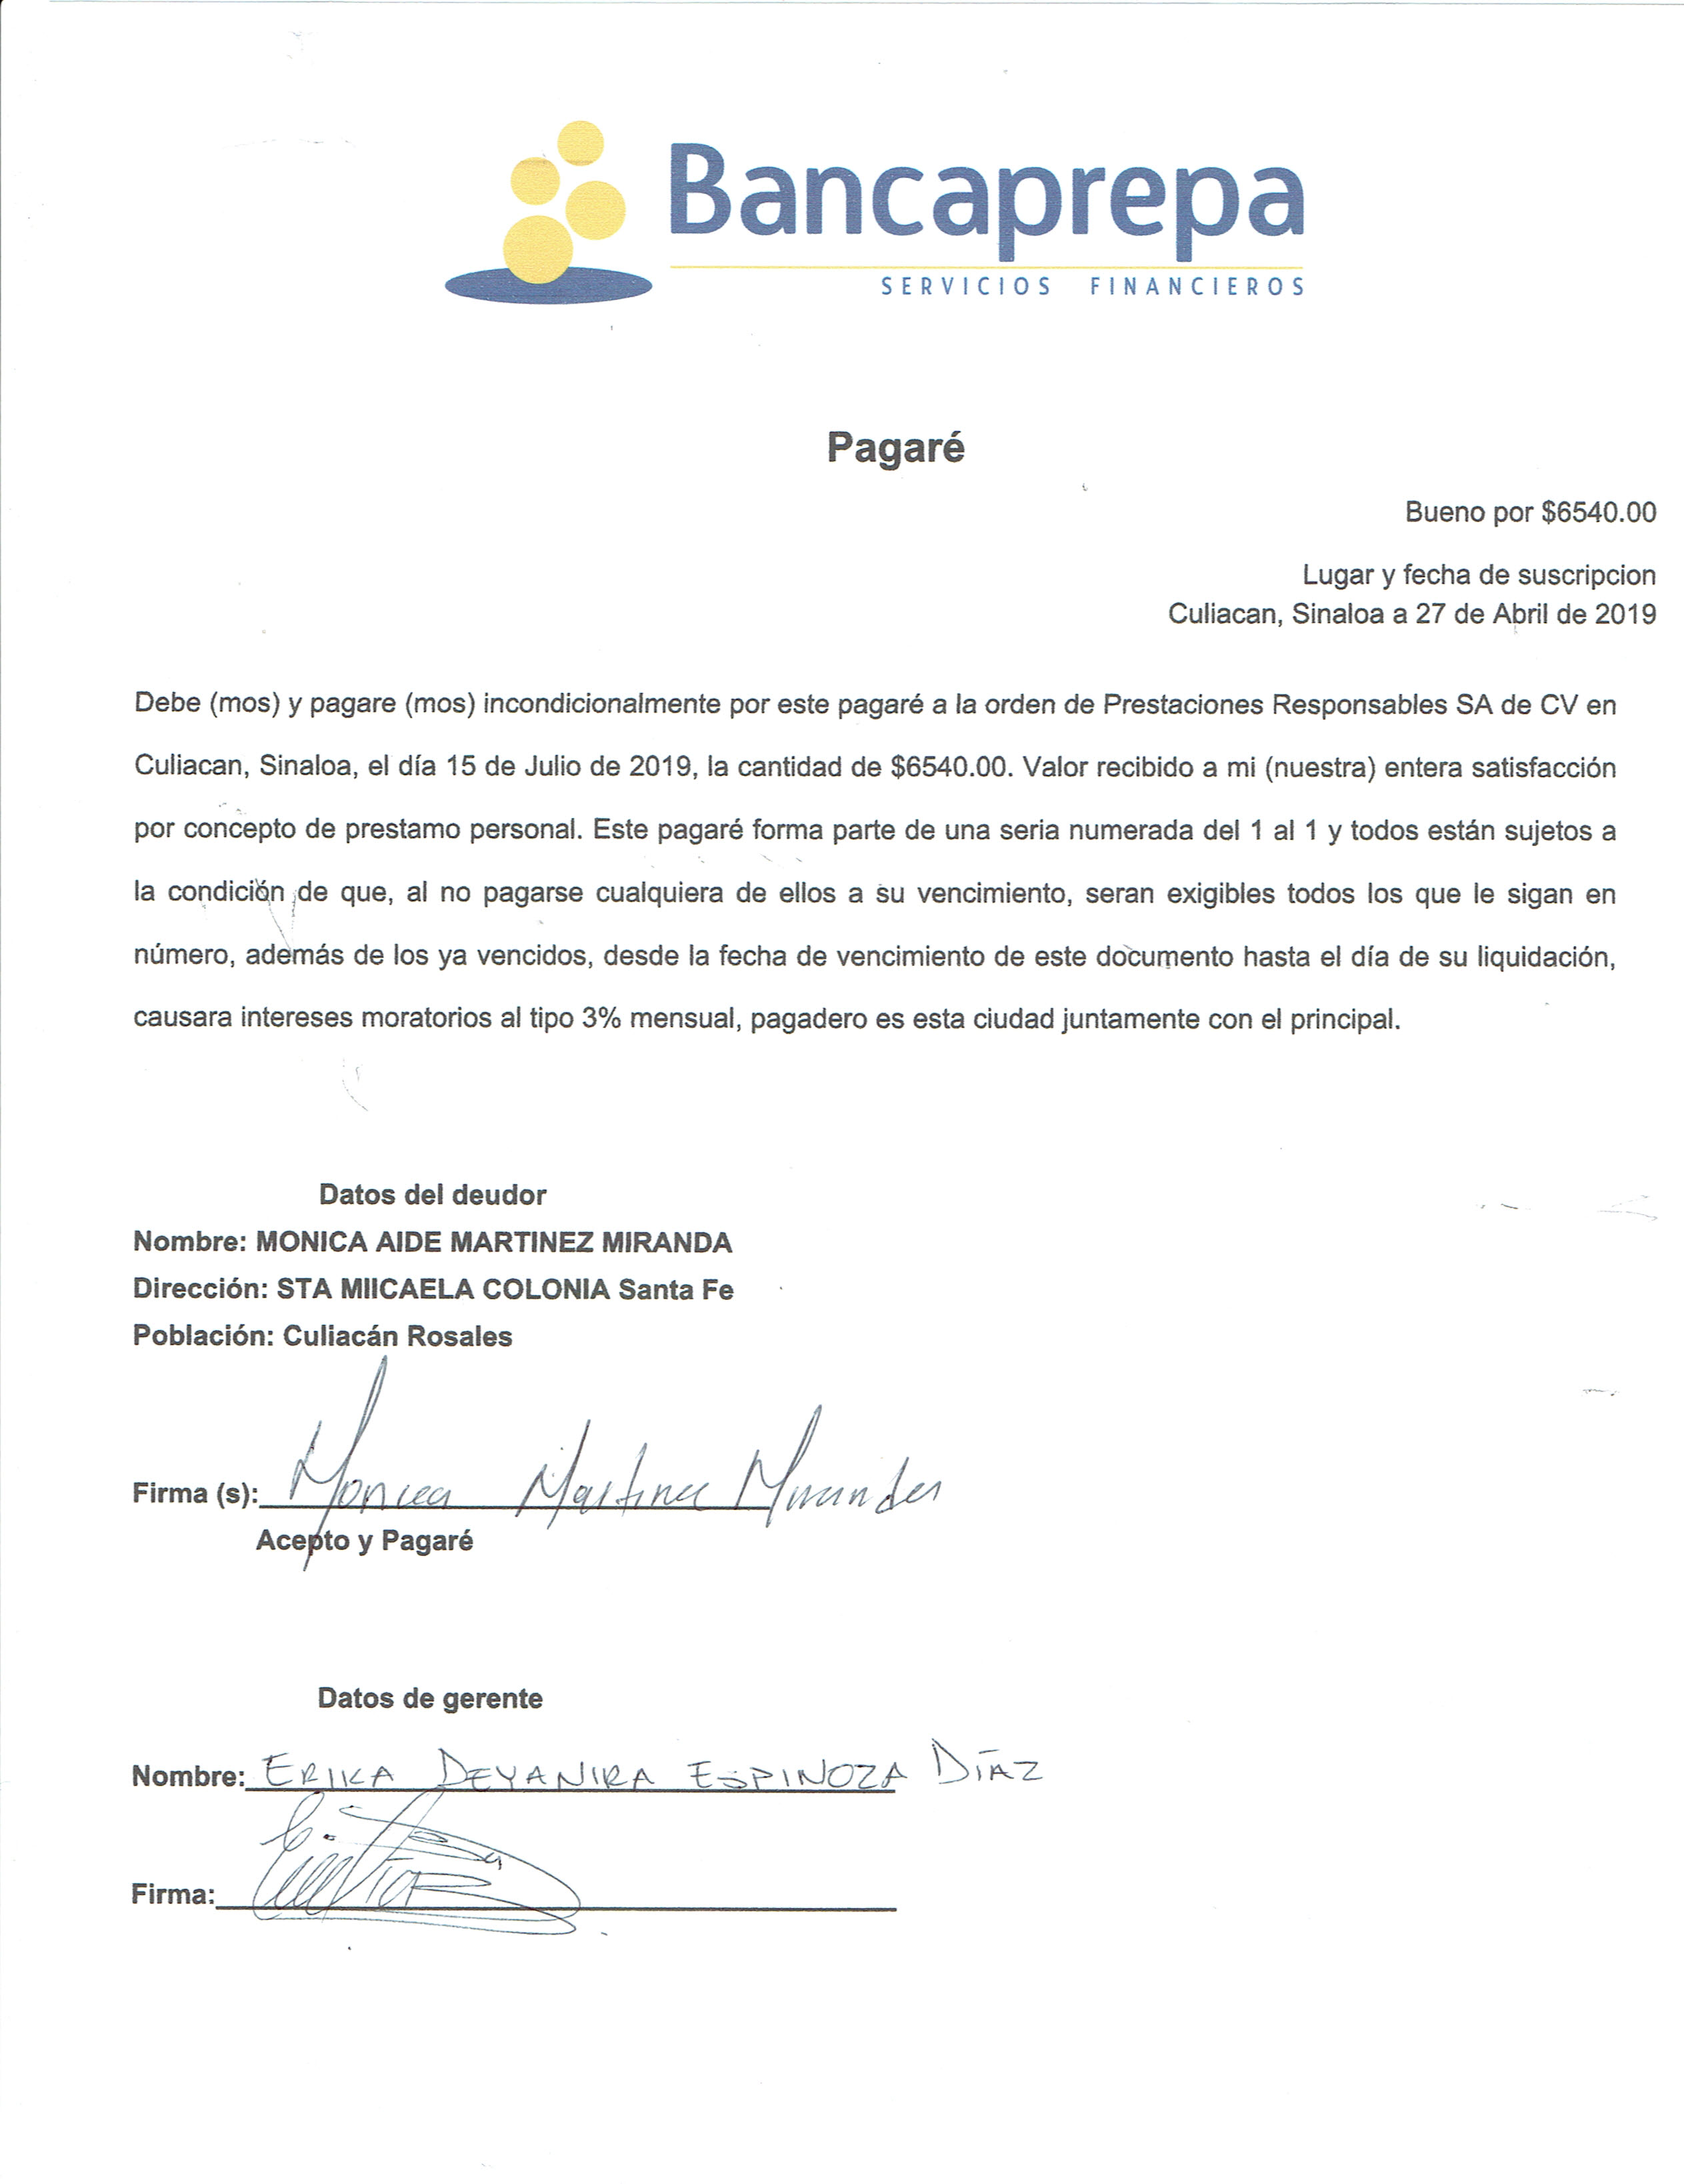 Bancaprepa
SERVICIOS FINANCIEROS
Pagaré
Bueno por $6540.00
Lugar y fecha de suscripcion
Culiacan, Sinaloa a 27 de Abril de 2019
Debe (mos) y pagare (mos) incondicionalmente por este pagaré a la orden de Prestaciones Responsables SA de CV en
Culiacan, Sinaloa, el día 15 de Julio de 2019, la cantidad de $6540.00. Valor recibido a mi (nuestra) entera satisfacción
por concepto de prestamo personal. Este pagaré forma parte de una seria numerada del 1 al 1 y todos están sujetos a
la condición de que, al no pagarse cualquiera de ellos a su vencimiento, seran exigibles todos los que le sigan en
número, además de los ya vencidos, desde la fecha de vencimiento de este documento hasta el día de su liquidación,
causara intereses moratorios al tipo 3% mensual, pagadero es esta ciudad juntamente con el principal.
Datos del deudor
Nombre: MONICA AIDE MARTINEZ MIRANDA
Dirección: STA MIICAELA COLONIA Santa Fe
Población: Culiacán Rosales
Firma (s): Monica Martinez Miranda
Acepto y Pagaré
Datos de gerente
Nombre: ERIKA DEYANIRA ESPINOZA DÍAZ
Firma: